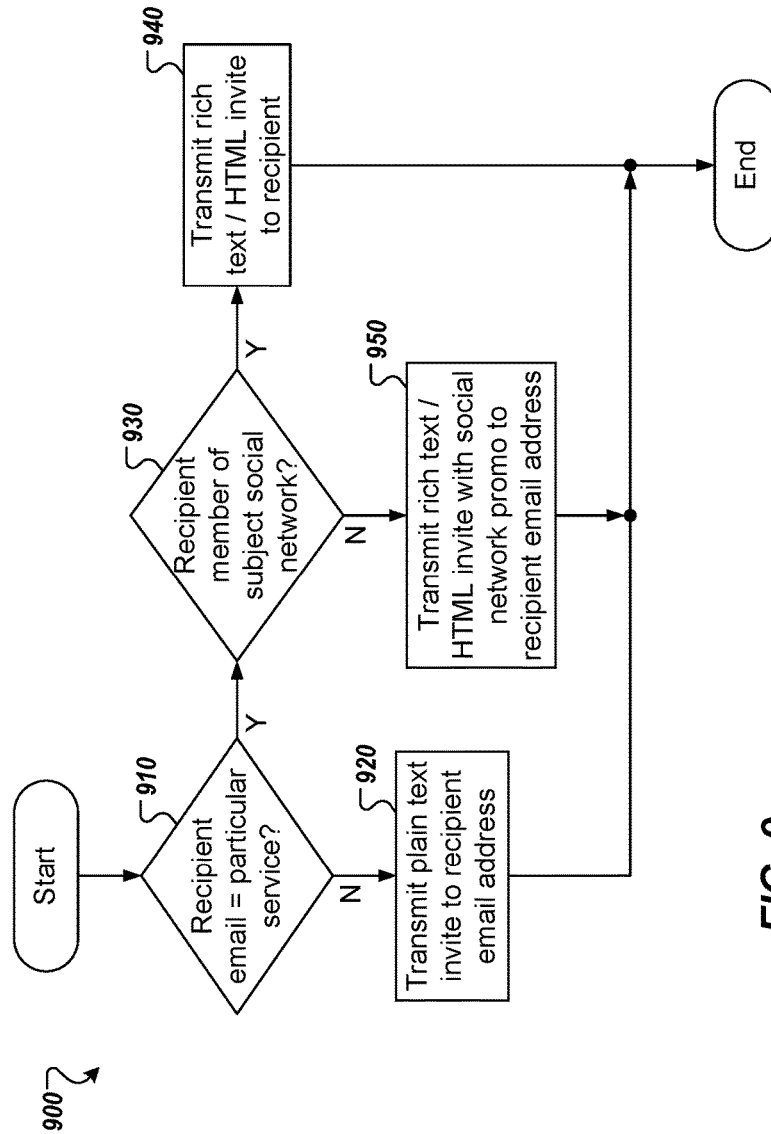 900
Start
910
Recipient
email = particular
service?
Y
N
920
Transmit plain text
invite to recipient
email address
930
Recipient
member of
subject social
network?
Y
N
940
Transmit rich
text / HTML invite
to recipient
950
Transmit rich text /
HTML invite with social
network promo to
recipient email address
End